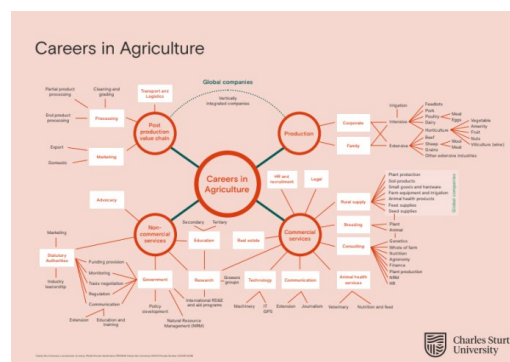 Careers in Agriculture
Partial-product
processing
Cleaning and
grading
Transport and
Logistics
Global companies
Vertically
integrated companies
End-product
processing
Processing
Post
production
value chain
Production
Corporate
Family
Irrigation
Intensive
Extensive
Feedlots
Pork
Poultry
Dairy
Horticulture
Meat
Eggs
Vegetable
Amenity
Fruit
Nuts
Viticulture (wine)
Beef
Sheep
Grains
Other extensive industries
Meat
Export
Domestic
Marketing
Careers in
Agriculture
HR and
recruitment
Legal
Advocacy
Rural supply
Plant protection
Soil products
Small goods and hardware
Farm equipment and irrigation
Animal health products
Feed supplies
Seed supplies
Global companies
Non-
commercial
services
Secondary
Tertiary
Education
Real estate
Commercial
services
Breeding
Plant
Animal
Consulting
Genetics
Whole of farm
Nutrition
Agronomy
Finance
Plant production
NRM
HR
Marketing
Statutory
Authorities
Industry
leadership
Funding provision
Monitoring
Trade negotiation
Regulation
Communication
Extension
Education and
training
Government
Policy
development
Natural Resource
Management (NRM)
Research
Growers
groups
International RD&E
and aid programs
Technology
Machinery
IT
GPS
Communication
Extension
Journalism
Animal health
services
Veterinary
Nutrition and feed
Charles Sturt
University